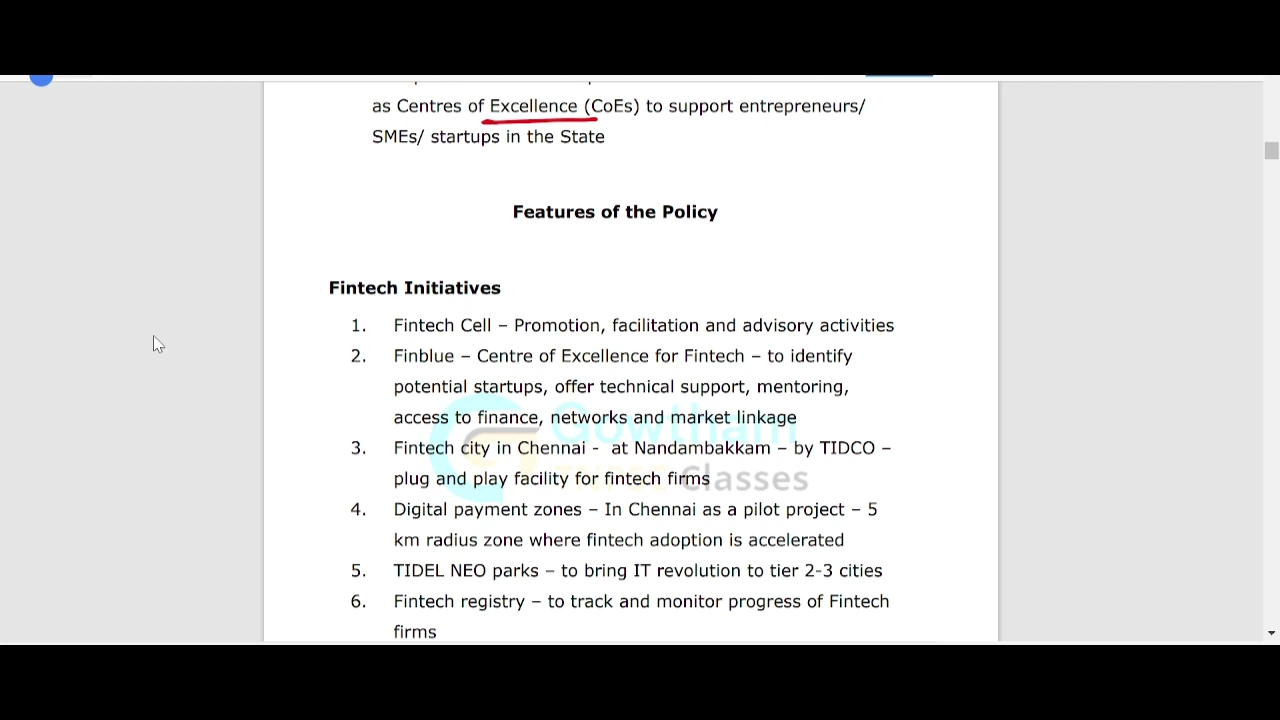 as Centres of Excellence (CoEs) to support entrepreneurs/
SMEs/ startups in the State
Features of the Policy
Fintech Initiatives
1. Fintech Cell – Promotion, facilitation and advisory activities
2. Finblue – Centre of Excellence for Fintech – to identify
potential startups, offer technical support, mentoring,
access to finance, networks and market linkage
Gowtham
3. Fintech city in Chennai - at Nandambakkam – by TIDCO –
plug and play facility for fintech firms
Classes
4. Digital payment zones – In Chennai as a pilot project – 5
km radius zone where fintech adoption is accelerated
5. TIDEL NEO parks – to bring IT revolution to tier 2-3 cities
6. Fintech registry – to track and monitor progress of Fintech
firms